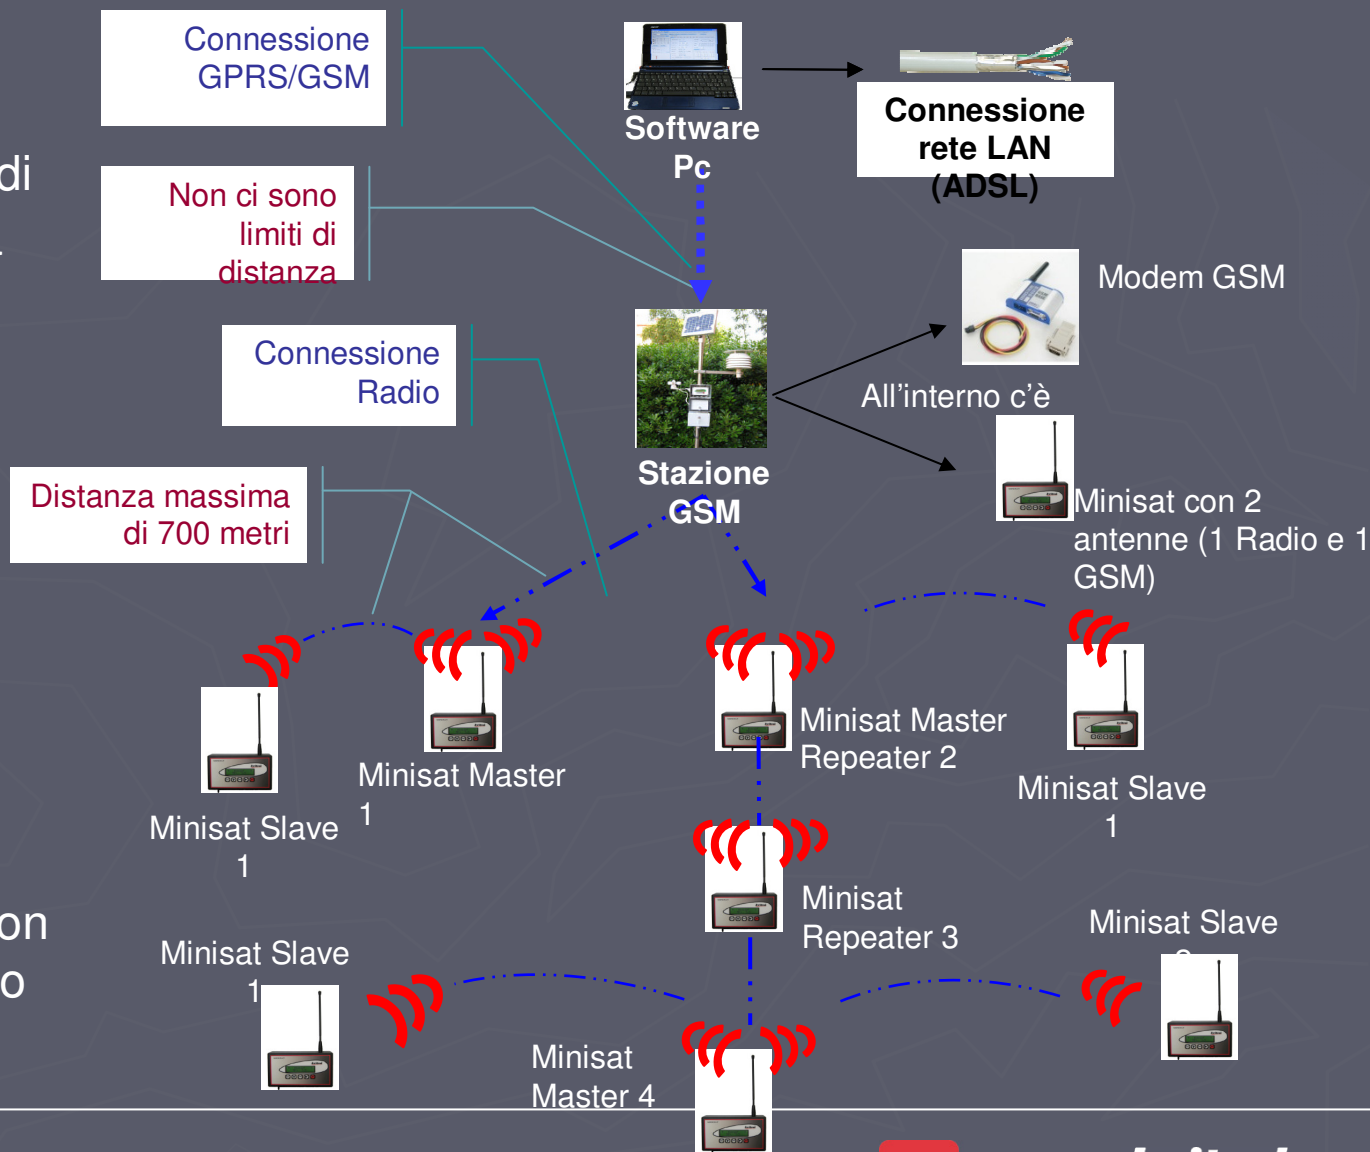 Connessione
GPRS/GSM
Software
Pc
Connessione
rete LAN
(ADSL)
di
Non ci sono
limiti di
distanza
Modem GSM
Connessione
Radio
All'interno c'è
Stazione
GSM
Distanza massima
di 700 metri
Minisat con 2
antenne (1 Radio e 1
GSM)
Minisat Master
Repeater 2
Minisat Master
1
Minisat Slave
1
Minisat Slave
1
Minisat
Repeater 3
Minisat Slave
on
o
Minisat Slave
1
Minisat
Master 4